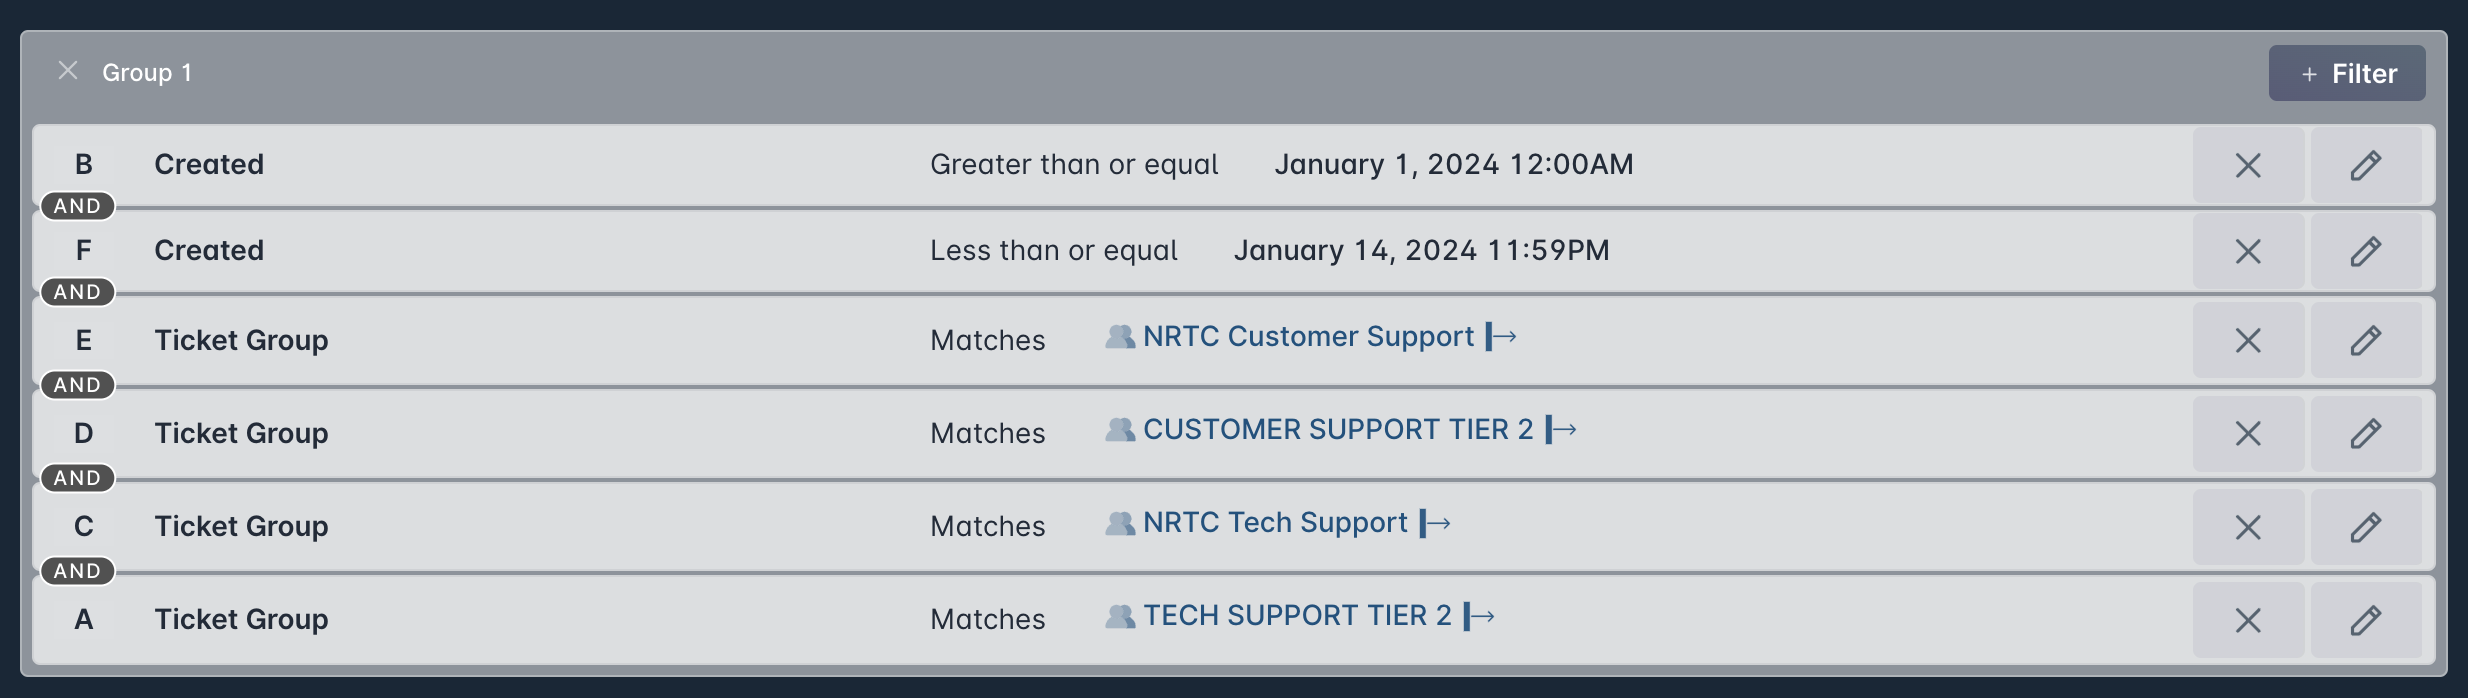 Group 1
+ Filter
B Created Greater than or equal January 1, 2024 12:00AM
AND
F Created Less than or equal January 14, 2024 11:59PM
AND
E Ticket Group Matches NRTC Customer Support
AND
D Ticket Group Matches CUSTOMER SUPPORT TIER 2
AND
C Ticket Group Matches NRTC Tech Support
AND
A Ticket Group Matches TECH SUPPORT TIER 2